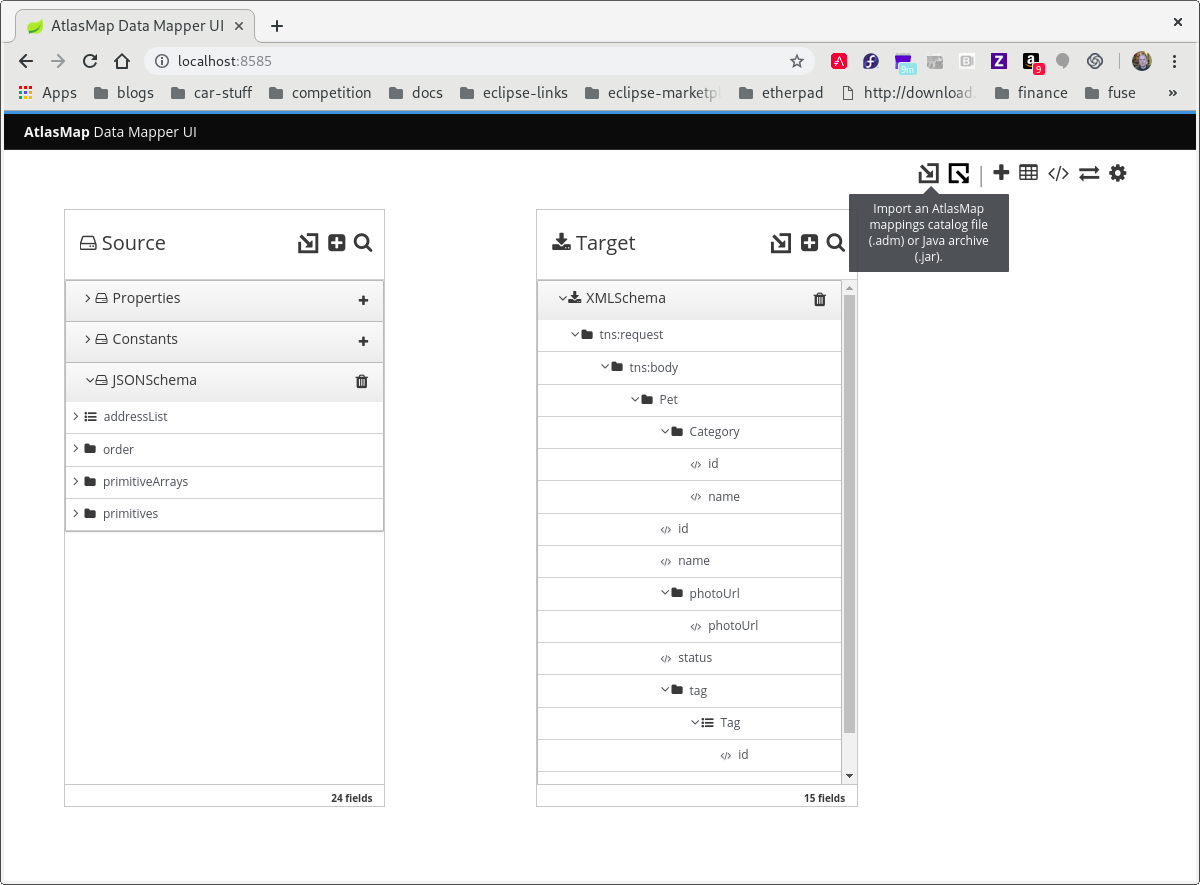 AtlasMap Data Mapper UI
localhost:8585
9m
B
Z
a
9
Apps
blogs
car-stuff
competition
docs
eclipse-links
eclipse-marketpl
etherpad
http://download.
finance
fuse
»
AtlasMap Data Mapper UI
Import an AtlasMap
mappings catalog file
(.adm) or Java archive
(.jar).
Source
Properties
Constants
JSONSchema
addressList
order
primitiveArrays
primitives
24 fields
Target
XMLSchema
tns:request
tns:body
Pet
Category
id
name
id
name
photoUrl
photoUrl
status
tag
Tag
id
15 fields